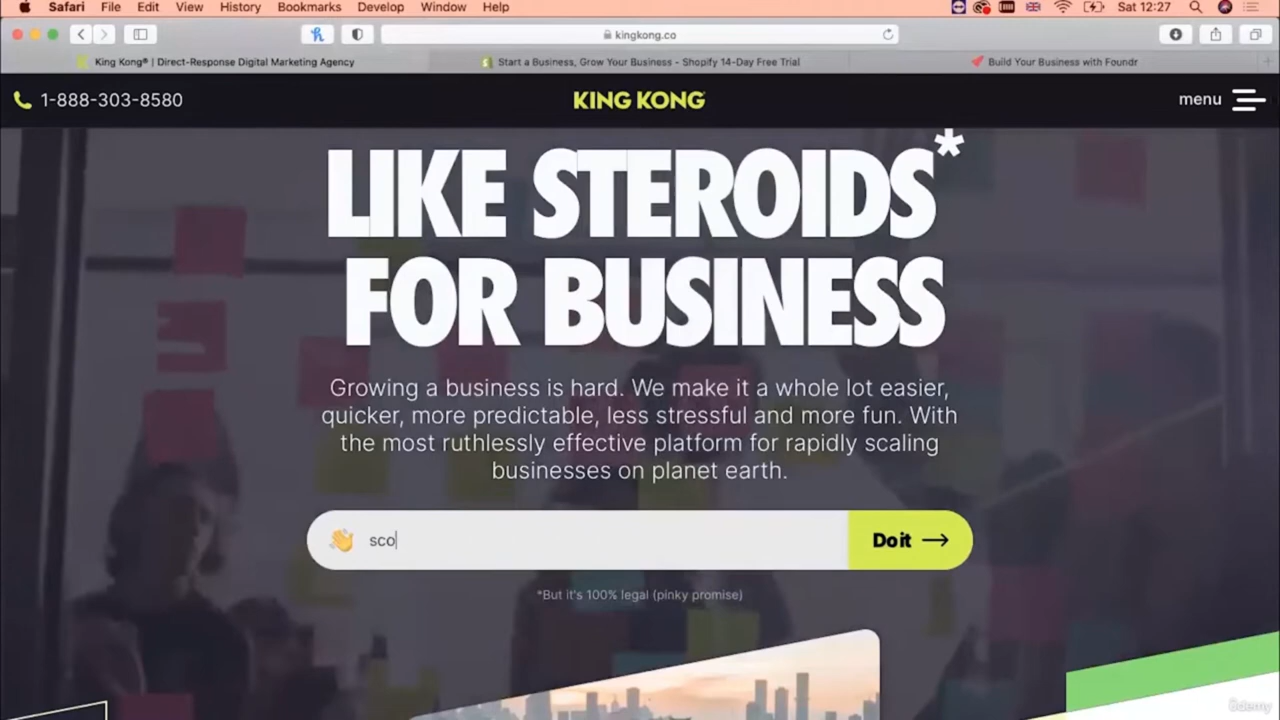 Safari File Edit View History Bookmarks Develop Window Help Sat 12:27
kingkong.co
King Kong® | Direct-Response Digital Marketing Agency
Start a Business, Grow Your Business - Shopify 14-Day Free Trial
Build Your Business with Foundr
1-888-303-8580
KING KONG
menu
LIKE STEROIDS*
FOR BUSINESS
Growing a business is hard. We make it a whole lot easier,
quicker, more predictable, less stressful and more fun. With
the most ruthlessly effective platform for rapidly scaling
businesses on planet earth.
👋 sco
Do it →
*But it's 100% legal (pinky promise)
ûdemy